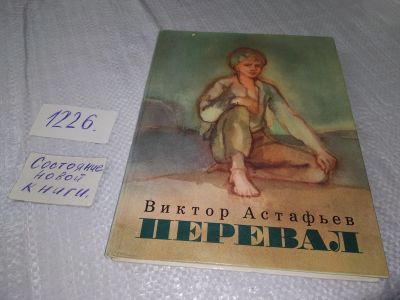 1226.
Состояние
новой
книги.
Виктор Астафьев
ПЕРЕВАЛ